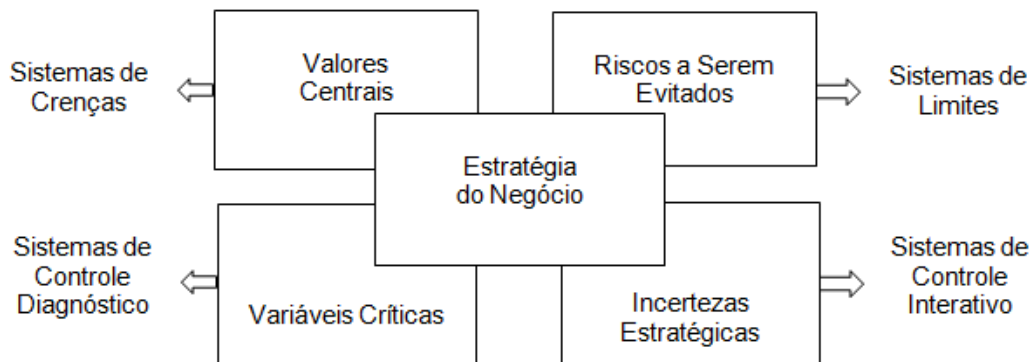 Sistemas de
Crenças
Valores
Centrais
Riscos a Serem
Evitados
Sistemas de
Limites
Estratégia
do Negócio
Sistemas de
Controle
Diagnóstico
Variáveis Críticas
Incertezas
Estratégicas
Sistemas de
Controle
Interativo